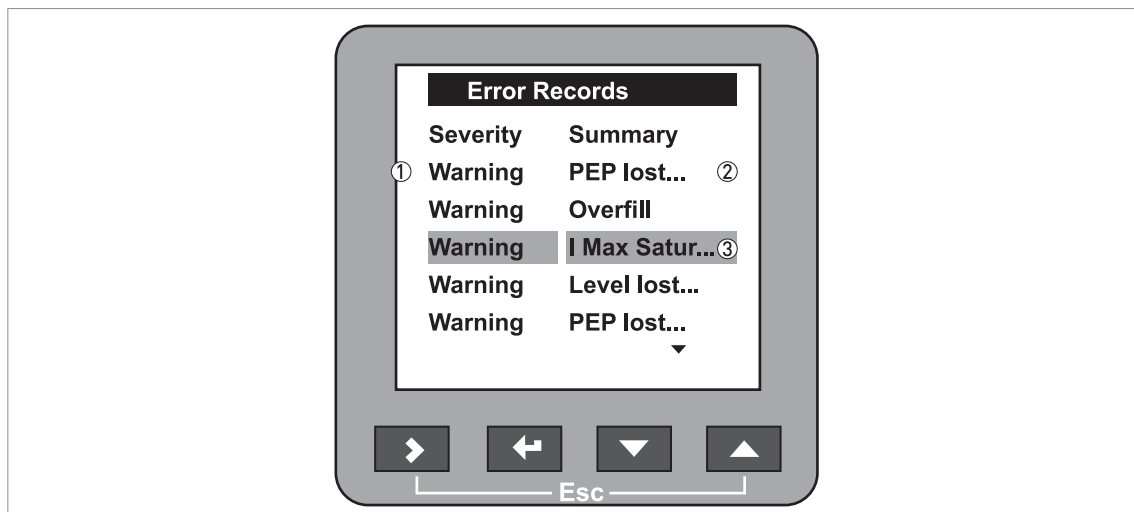 Error Records
Severity Summary
① Warning PEP lost... ②
Warning Overfill
Warning I Max Satur... ③
Warning Level lost...
Warning PEP lost...
Esc